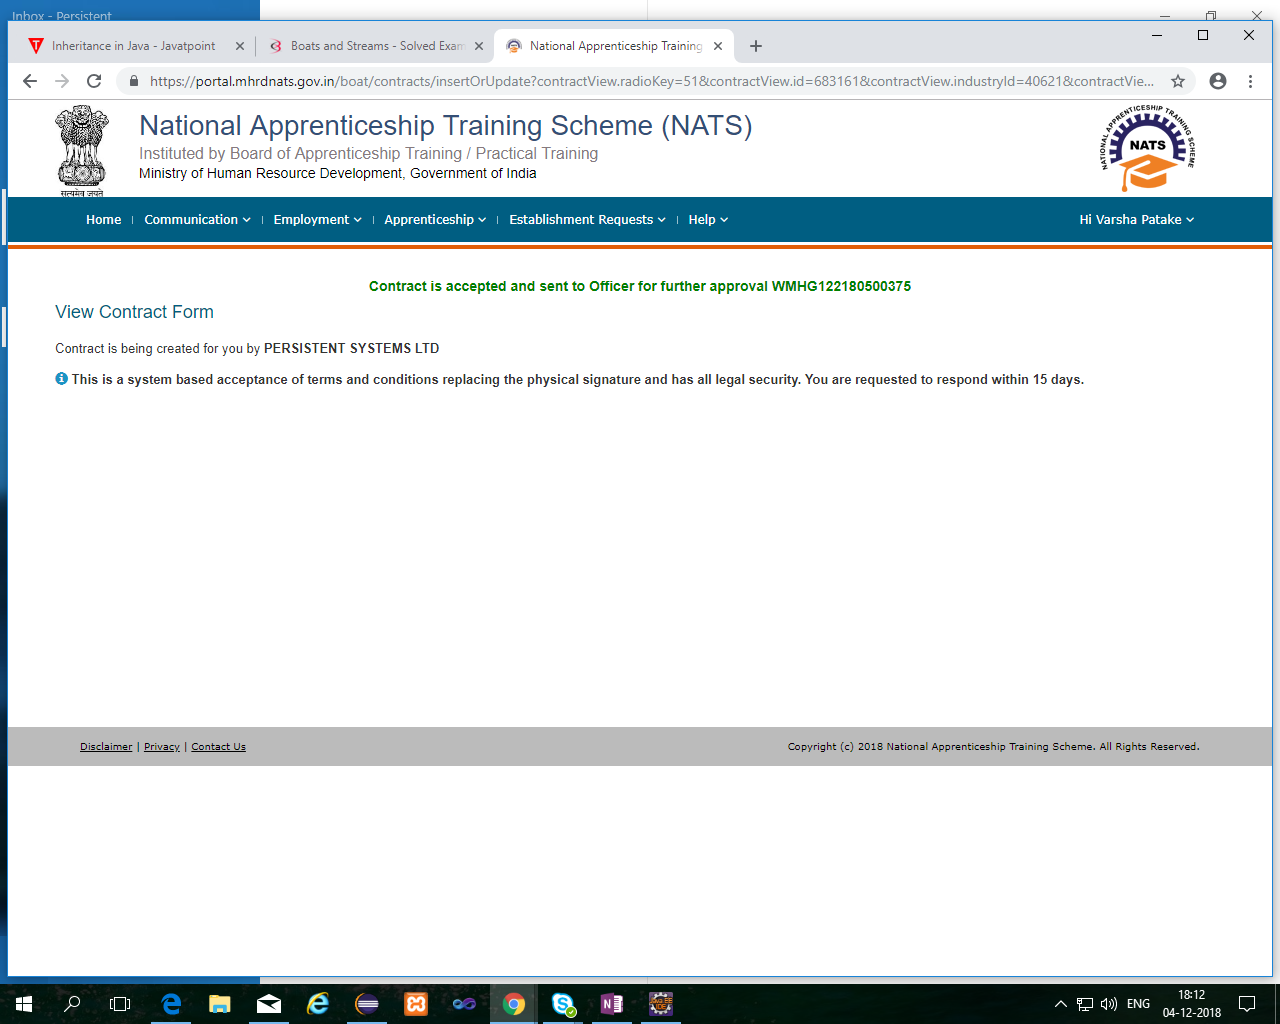 Inbox - Persistent
Inheritance in Java - Javatpoint
Boats and Streams - Solved Exam
National Apprenticeship Training
https://portal.mhrdnats.gov.in/boat/contracts/insertOrUpdate?contractView.radioKey=51&contractView.id=683161&contractView.industryId=40621&contractVie...
सत्यमेव जयते
National Apprenticeship Training Scheme (NATS)
Instituted by Board of Apprenticeship Training / Practical Training
Ministry of Human Resource Development, Government of India
NATIONAL APPRENTICESHIP TRAINING SCHEME
NATS
Home | Communication | Employment | Apprenticeship | Establishment Requests | Help
Hi Varsha Patake
Contract is accepted and sent to Officer for further approval WMHG122180500375
View Contract Form
Contract is being created for you by PERSISTENT SYSTEMS LTD
This is a system based acceptance of terms and conditions replacing the physical signature and has all legal security. You are requested to respond within 15 days.
Disclaimer | Privacy | Contact Us
Copyright (c) 2018 National Apprenticeship Training Scheme. All Rights Reserved.
ENG
18:12
04-12-2018